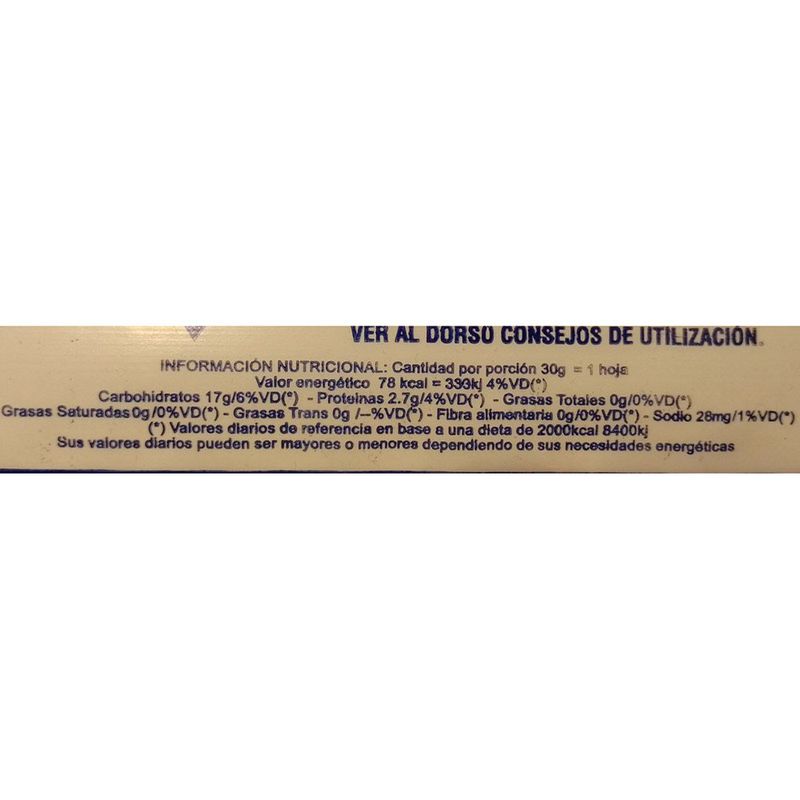 VER AL DORSO CONSEJOS DE UTILIZACIÓN.
INFORMACIÓN NUTRICIONAL: Cantidad por porción 30g = 1 hoja
Valor energético 78 kcal = 330kj 4%VD(*)
Carbohidratos 17g/6%VD(*) - Proteinas 2.7g/4%VD(*) - Grasas Totales 0g/0%VD(*)
Grasas Saturadas 0g/0%VD(*) - Grasas Trans 0g /--%VD(*) - Fibra alimentaria 0g/0%VD(*) - Sodio 28mg/1%VD(*)
(*) Valores diarios de referencia en base a una dieta de 2000kcal 8400kj
Sus valores diarios pueden ser mayores o menores dependiendo de sus necesidades energéticas